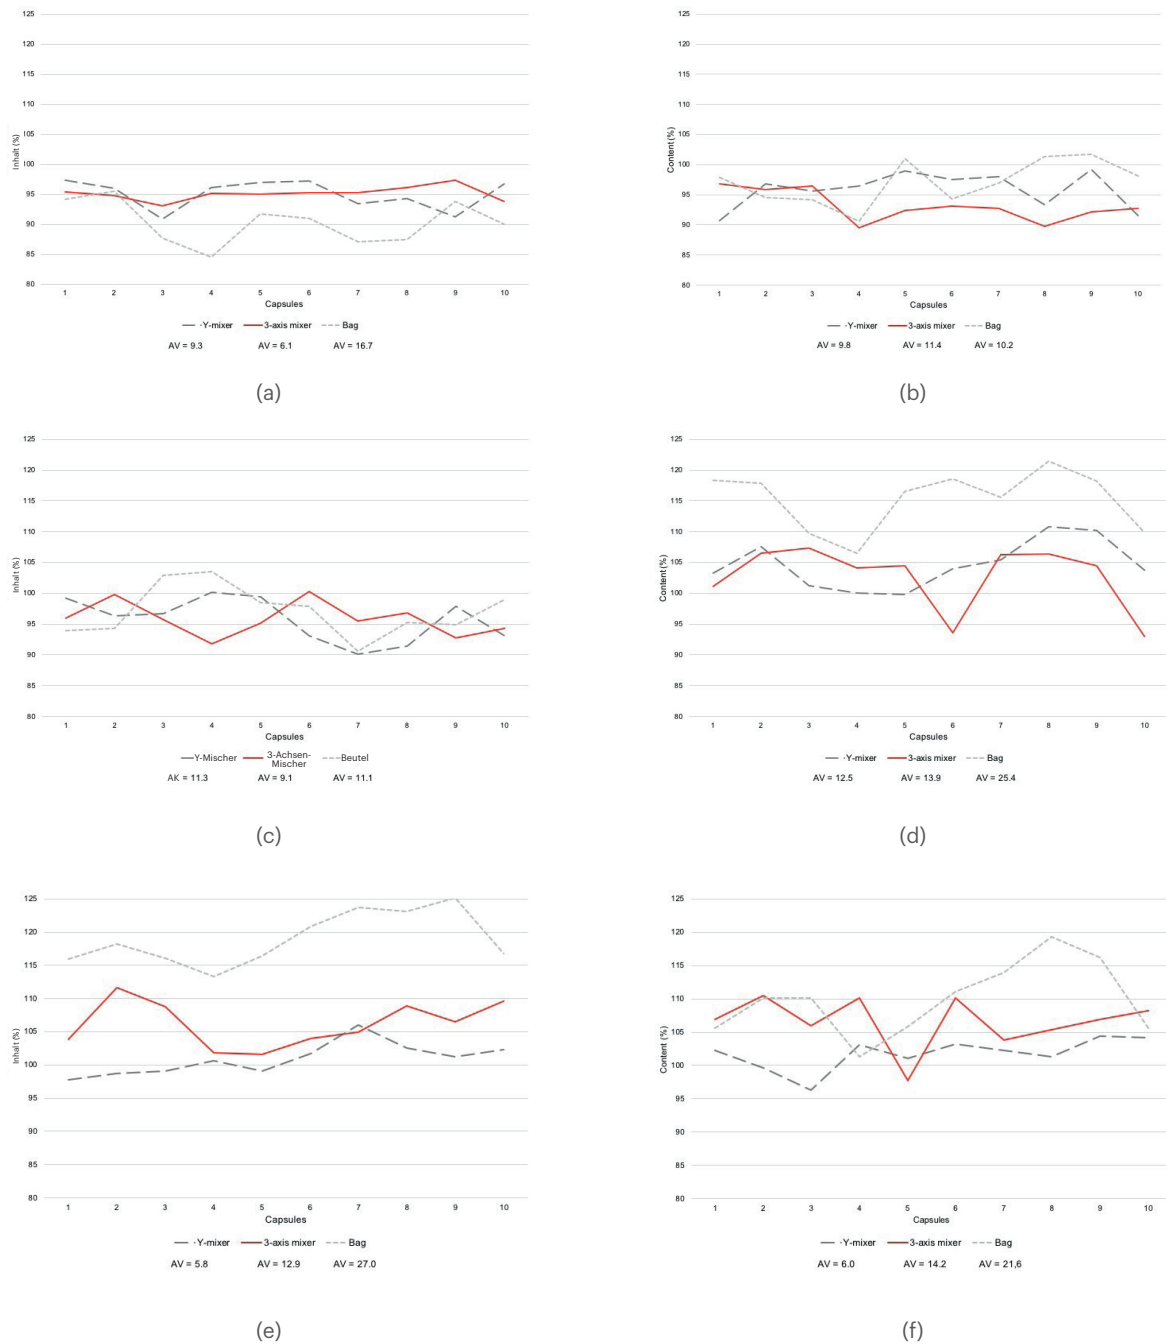 125
120
115
110
105
100
95
90
85
80
Inhalt (%)
1 2 3 4 5 6 7 8 9 10
Capsules
Y-mixer 3-axis mixer Bag
AV = 9.3 AV = 6.1 AV = 16.7
(a)
125
120
115
110
105
100
95
90
85
80
Content (%)
1 2 3 4 5 6 7 8 9 10
Capsules
Y-mixer 3-axis mixer Bag
AV = 9.8 AV = 11.4 AV = 10.2
(b)
125
120
115
110
105
100
95
90
85
80
Inhalt (%)
1 2 3 4 5 6 7 8 9 10
Capsules
Y-Mischer 3-Achsen- Beutel
Mischer
AK = 11.3 AV = 9.1 AV = 11.1
(c)
125
120
115
110
105
100
95
90
85
80
Content (%)
1 2 3 4 5 6 7 8 9 10
Capsules
Y-mixer 3-axis mixer Bag
AV = 12.5 AV = 13.9 AV = 25.4
(d)
125
120
115
110
105
100
95
90
85
80
Inhalt (%)
1 2 3 4 5 6 7 8 9 10
Capsules
Y-mixer 3-axis mixer Bag
AV = 5.8 AV = 12.9 AV = 27.0
(e)
125
120
115
110
105
100
95
90
85
80
Content (%)
1 2 3 4 5 6 7 8 9 10
Capsules
Y-mixer 3-axis mixer Bag
AV = 6.0 AV = 14.2 AV = 21,6
(f)